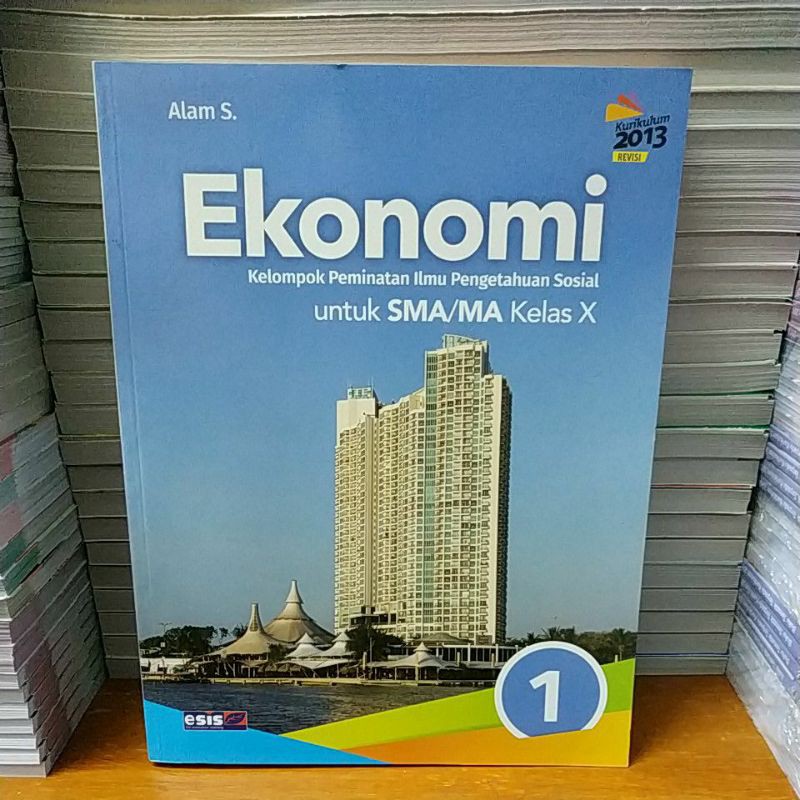 Alam S.
Kurikulum
2013
REVISI
Ekonomi
Kelompok Peminatan Ilmu Pengetahuan Sosial
untuk SMA/MA Kelas X
1
esis